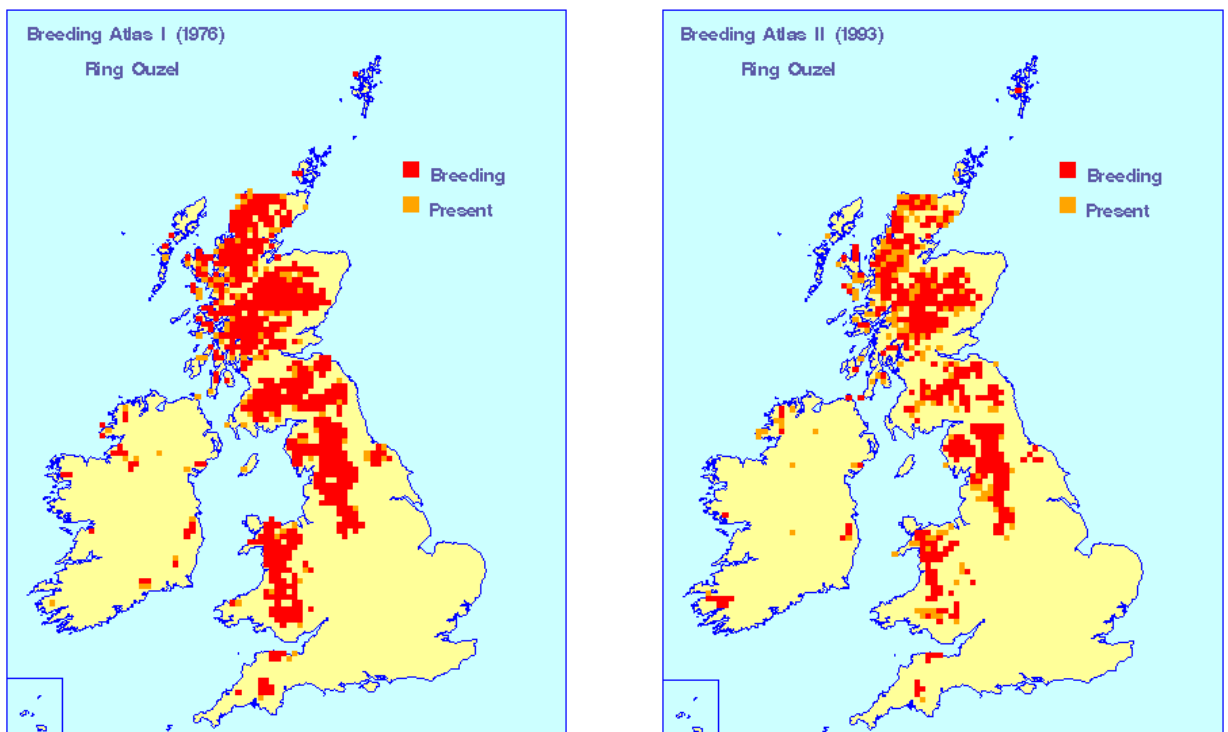 Breeding Atlas I (1976)
Ring Ouzel
Breeding
Present
Breeding Atlas II (1993)
Ring Ouzel
Breeding
Present